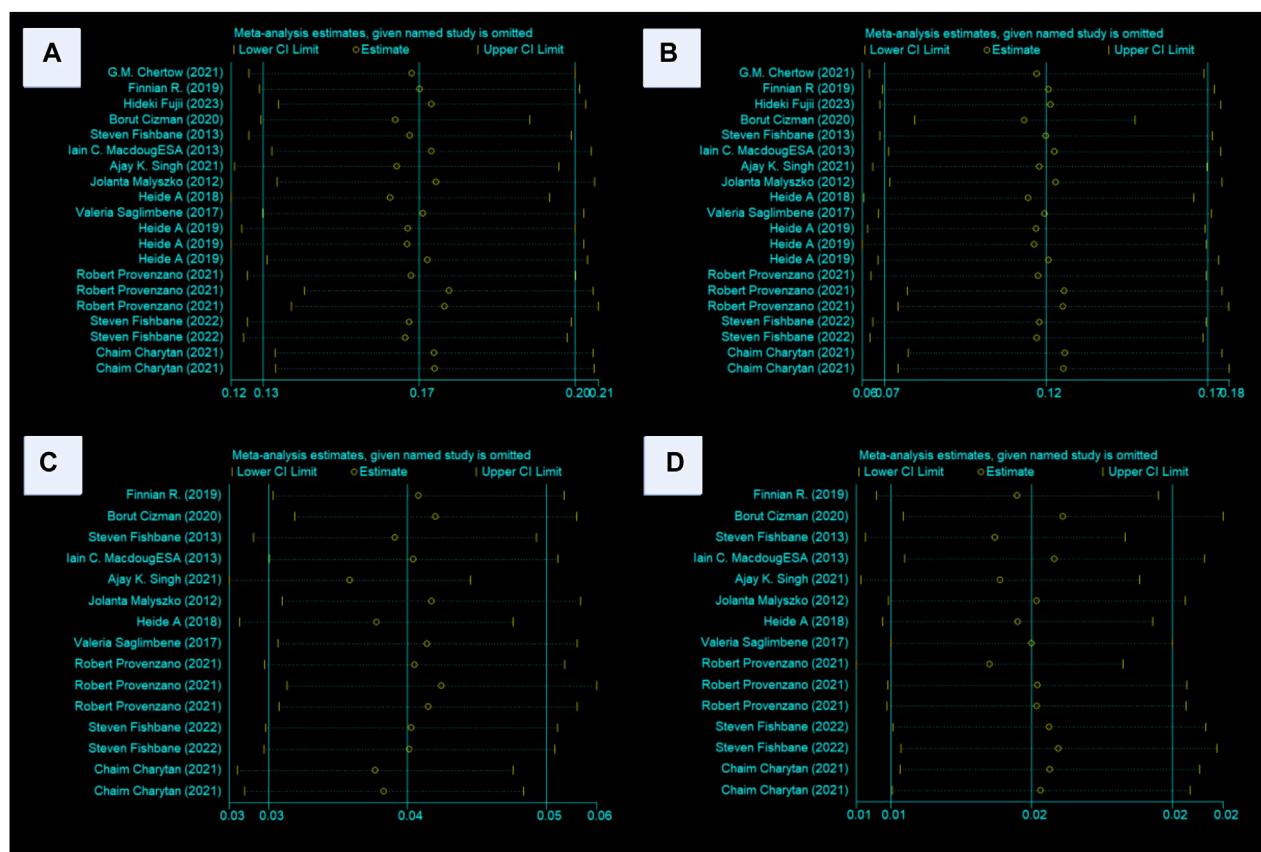 A
Meta-analysis estimates, given named study is omitted
Lower CI Limit Estimate Upper CI Limit
G.M. Chertow (2021)
Finnian R. (2019)
Hideki Fujii (2023)
Borut Cizman (2020)
Steven Fishbane (2013)
Iain C. MacdougESA (2013)
Ajay K. Singh (2021)
Jolanta Malyszko (2012)
Heide A (2018)
Valeria Saglimbene (2017)
Heide A (2019)
Heide A (2019)
Heide A (2019)
Robert Provenzano (2021)
Robert Provenzano (2021)
Robert Provenzano (2021)
Steven Fishbane (2022)
Steven Fishbane (2022)
Chaim Charytan (2021)
Chaim Charytan (2021)
0.12 0.13 0.17 0.20 0.21
B
Meta-analysis estimates, given named study is omitted
Lower CI Limit Estimate Upper CI Limit
G.M. Chertow (2021)
Finnian R (2019)
Hideki Fujii (2023)
Borut Cizman (2020)
Steven Fishbane (2013)
Iain C. MacdougESA (2013)
Ajay K. Singh (2021)
Jolanta Malyszko (2012)
Heide A (2018)
Valeria Saglimbene (2017)
Heide A (2019)
Heide A (2019)
Heide A (2019)
Robert Provenzano (2021)
Robert Provenzano (2021)
Robert Provenzano (2021)
Steven Fishbane (2022)
Steven Fishbane (2022)
Chaim Charytan (2021)
Chaim Charytan (2021)
0.06 0.07 0.12 0.17 0.18
C
Meta-analysis estimates, given named study is omitted
Lower CI Limit Estimate Upper CI Limit
Finnian R. (2019)
Borut Cizman (2020)
Steven Fishbane (2013)
Iain C. MacdougESA (2013)
Ajay K. Singh (2021)
Jolanta Malyszko (2012)
Heide A (2018)
Valeria Saglimbene (2017)
Robert Provenzano (2021)
Robert Provenzano (2021)
Robert Provenzano (2021)
Steven Fishbane (2022)
Steven Fishbane (2022)
Chaim Charytan (2021)
Chaim Charytan (2021)
0.03 0.03 0.04 0.05 0.06
D
Meta-analysis estimates, given named study is omitted
Lower CI Limit Estimate Upper CI Limit
Finnian R. (2019)
Borut Cizman (2020)
Steven Fishbane (2013)
Iain C. MacdougESA (2013)
Ajay K. Singh (2021)
Jolanta Malyszko (2012)
Heide A (2018)
Valeria Saglimbene (2017)
Robert Provenzano (2021)
Robert Provenzano (2021)
Robert Provenzano (2021)
Steven Fishbane (2022)
Steven Fishbane (2022)
Chaim Charytan (2021)
Chaim Charytan (2021)
0.01 0.01 0.02 0.02 0.02